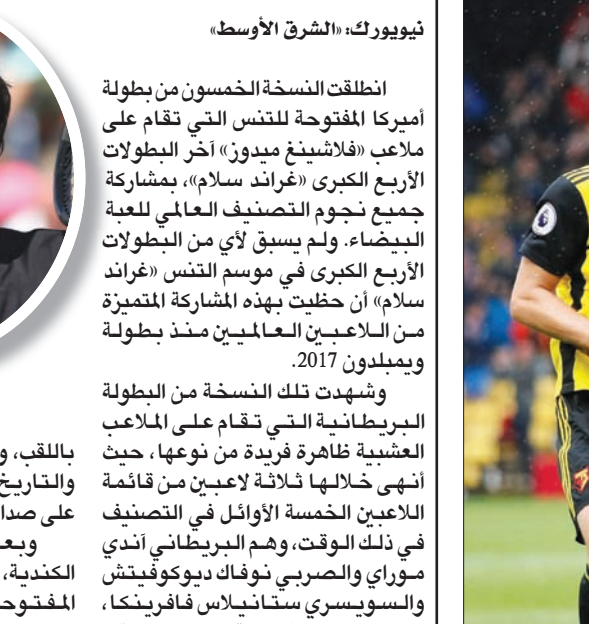 نيويورك: «الشرق الأوسط»
انطلقت النسخة الخمسون من بطولة
أميركا المفتوحة للتنس التي تقام على
ملاعب «فلاشينغ ميدوز» آخر البطولات
الأربع الكبرى «غراند سلام»، بمشاركة
جميع نجوم التصنيف العالمي للعبة
البيضاء. ولم يسبق لأي من البطولات
الأربع الكبرى في موسم التنس «غراند
سلام» أن حظيت بهذه المشاركة المتميزة
من اللاعبين العالميين منذ بطولة
ويمبلدون 2017.
وشهدت تلك النسخة من البطولة
البريطانية التي تقام على الملاعب
العشبية ظاهرة فريدة من نوعها، حيث
أنهى خلالها ثلاثة لاعبين من قائمة
اللاعبين الخمسة الأوائل في التصنيف
في ذلك الوقت، وهم البريطاني آندي
موراي والصربي نوفاك ديوكوفيتش
والسويسري ستانيلاس فافرينكا،
باللقب، و
والتاريخ
على صدا
وبعد
الكندية،
المفتوحة